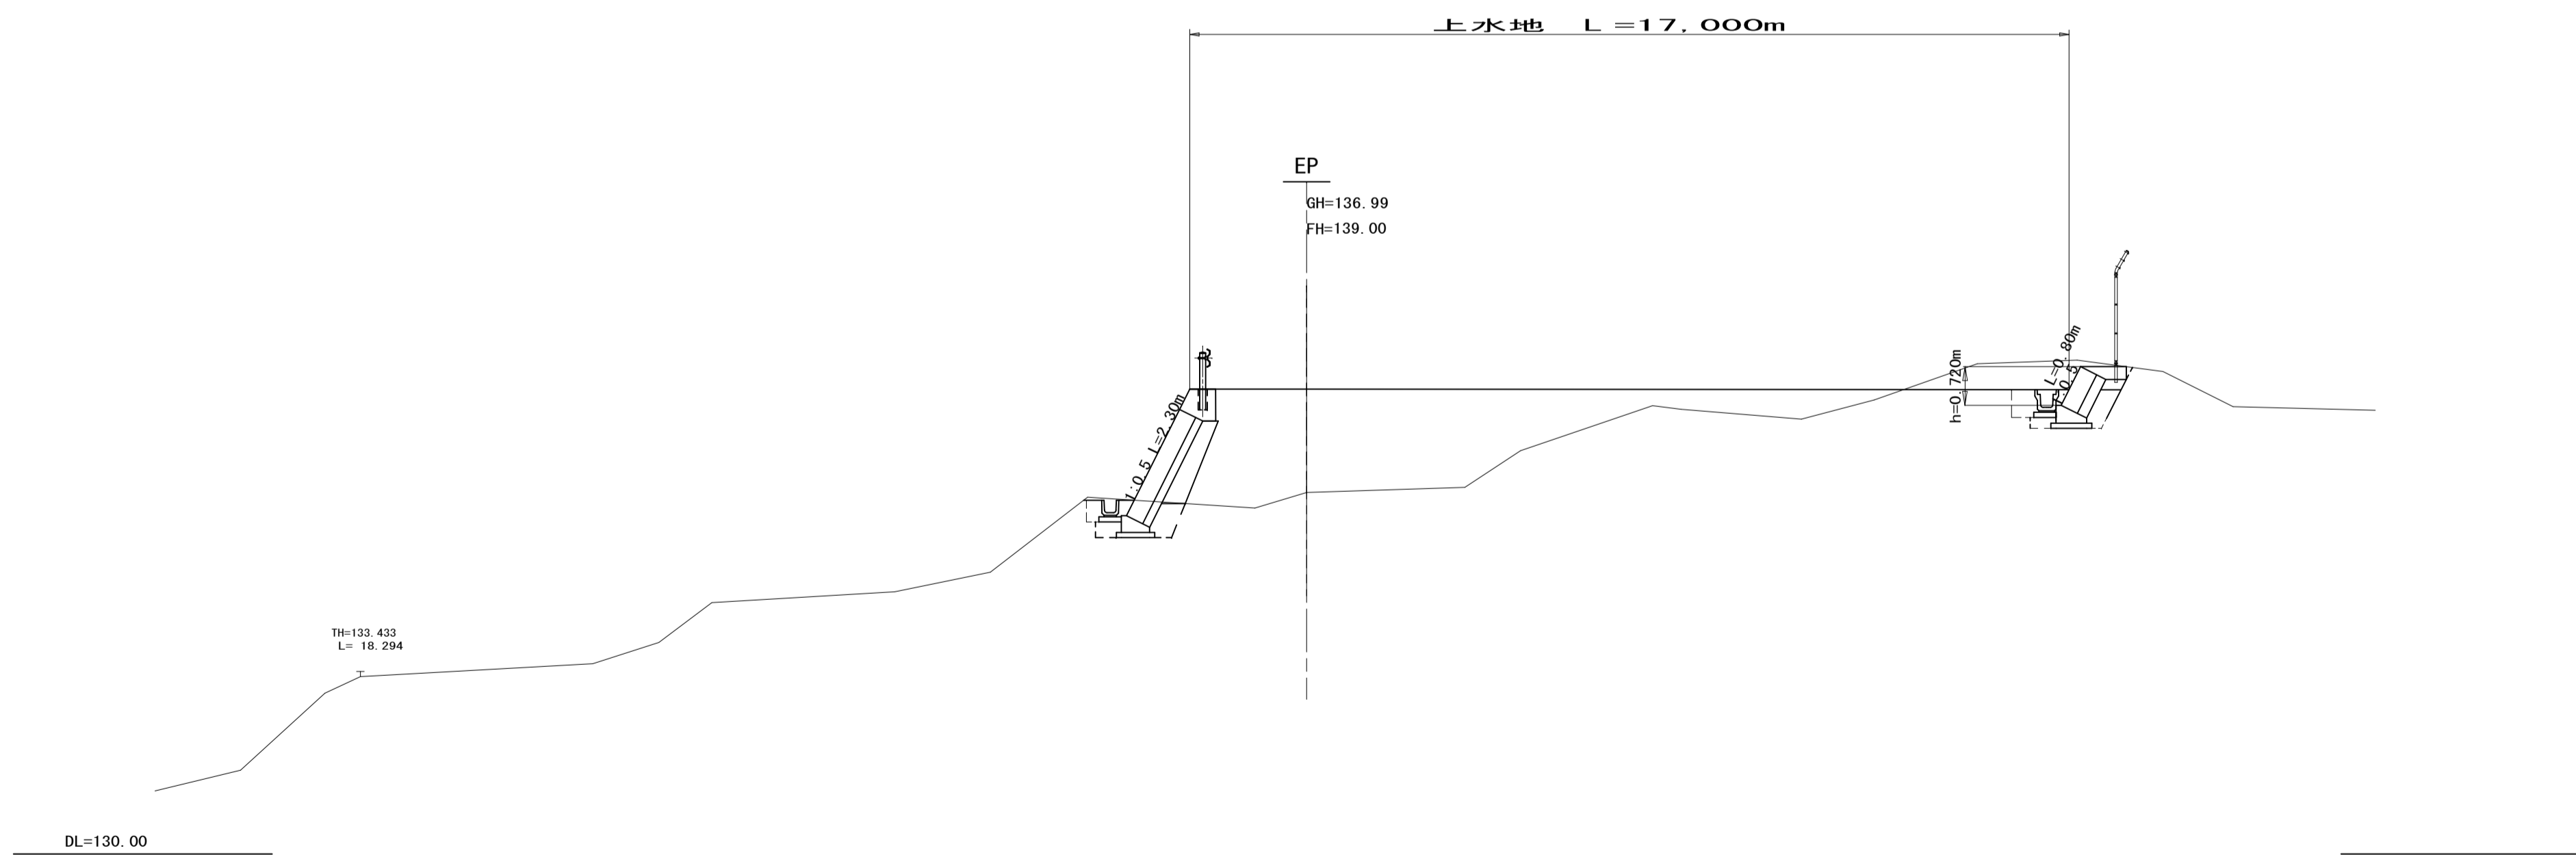 上水地 L=17,000m
EP
GH=136.99
FH=139.00
L=0.80m
h=0.720m
1:0.5 L=2.30m
TH=133.433
L= 18.294
DL=130.00